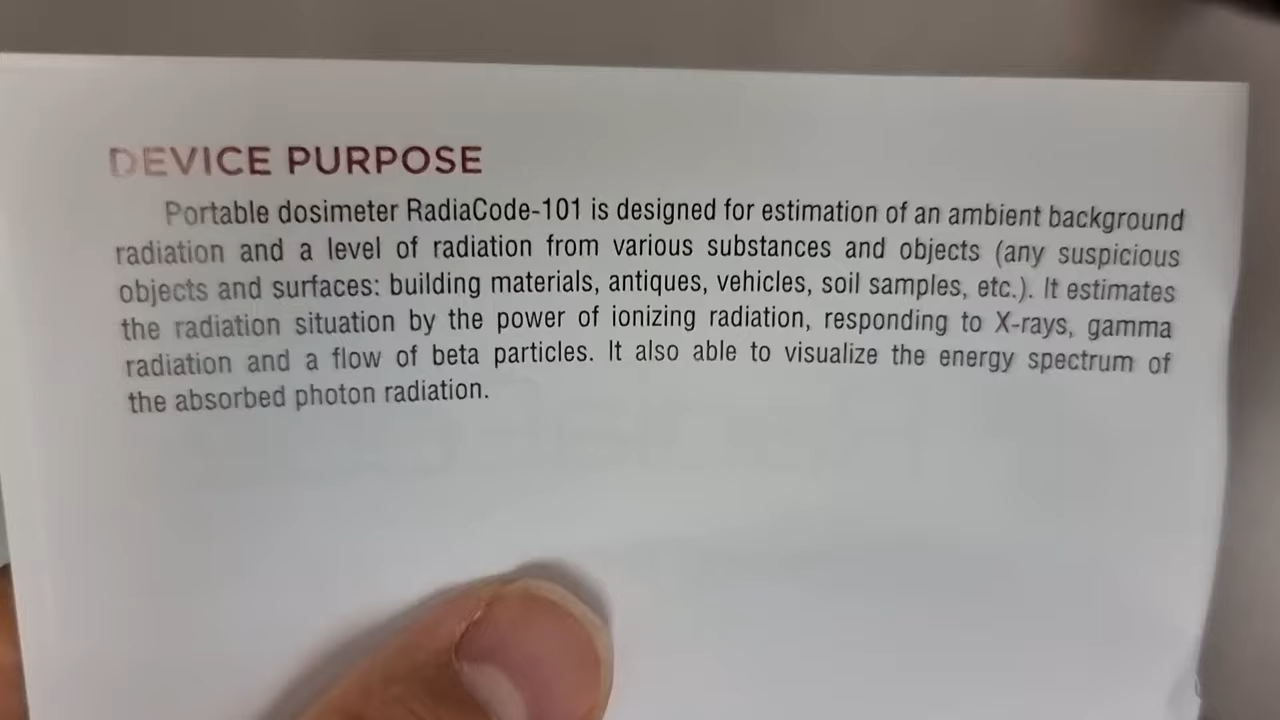 DEVICE PURPOSE
Portable dosimeter RadiaCode-101 is designed for estimation of an ambient background
radiation and a level of radiation from various substances and objects (any suspicious
objects and surfaces: building materials, antiques, vehicles, soil samples, etc.). It estimates
the radiation situation by the power of ionizing radiation, responding to X-rays, gamma
radiation and a flow of beta particles. It also able to visualize the energy spectrum of
the absorbed photon radiation.